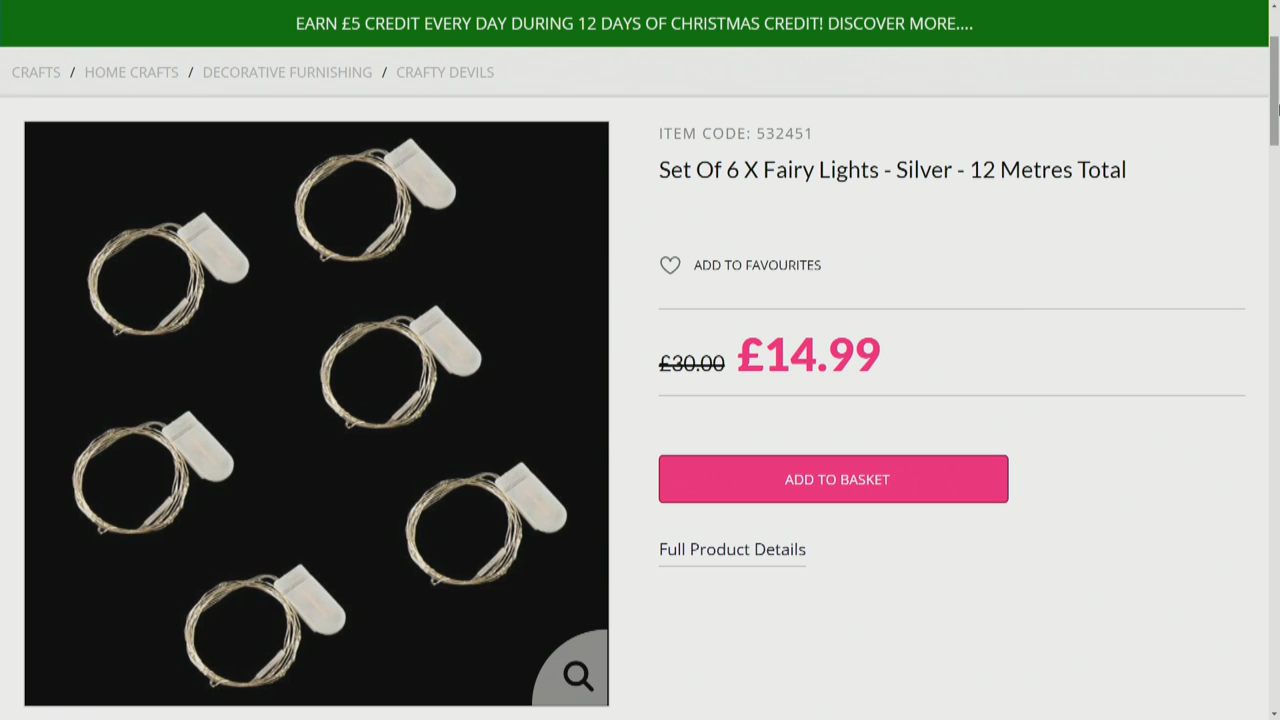 EARN £5 CREDIT EVERY DAY DURING 12 DAYS OF CHRISTMAS CREDIT! DISCOVER MORE....
CRAFTS / HOME CRAFTS / DECORATIVE FURNISHING / CRAFTY DEVILS
ITEM CODE: 532451
Set Of 6 X Fairy Lights - Silver - 12 Metres Total
ADD TO FAVOURITES
£30.00 £14.99
ADD TO BASKET
Full Product Details